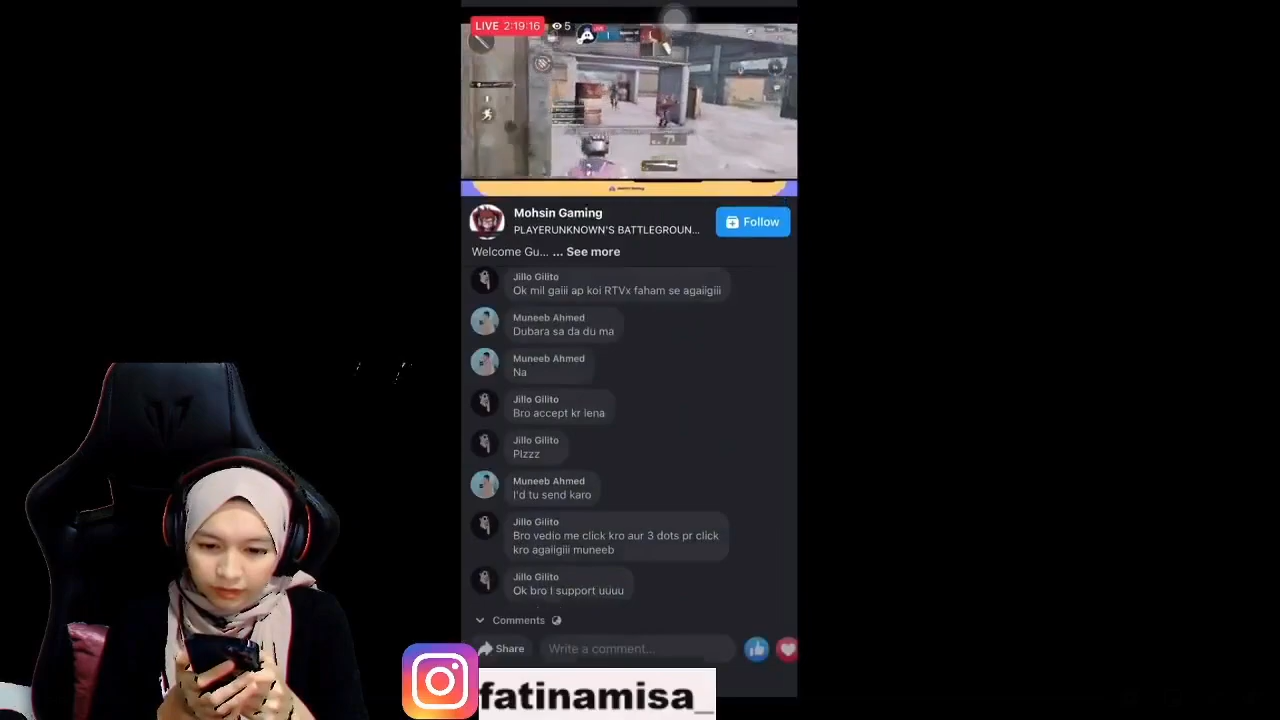 LIVE 2:19:16
5
Mohsin Gaming
PLAYERUNKNOWN'S BATTLEGROUN...
Follow
Welcome Gu... ... See more
Jillo Gilito
Ok mil gaiii ap koi RTVx faham se agaiigiii
Muneeb Ahmed
Dubara sa da du ma
Muneeb Ahmed
Na
Jillo Gilito
Bro accept kr lena
Jillo Gilito
Plzzz
Muneeb Ahmed
I'd tu send karo
Jillo Gilito
Bro vedio me click kro aur 3 dots pr click
kro agaiigiii muneeb
Jillo Gilito
Ok bro I support uuuu
Comments
Share
Write a comment...
fatinamisa_